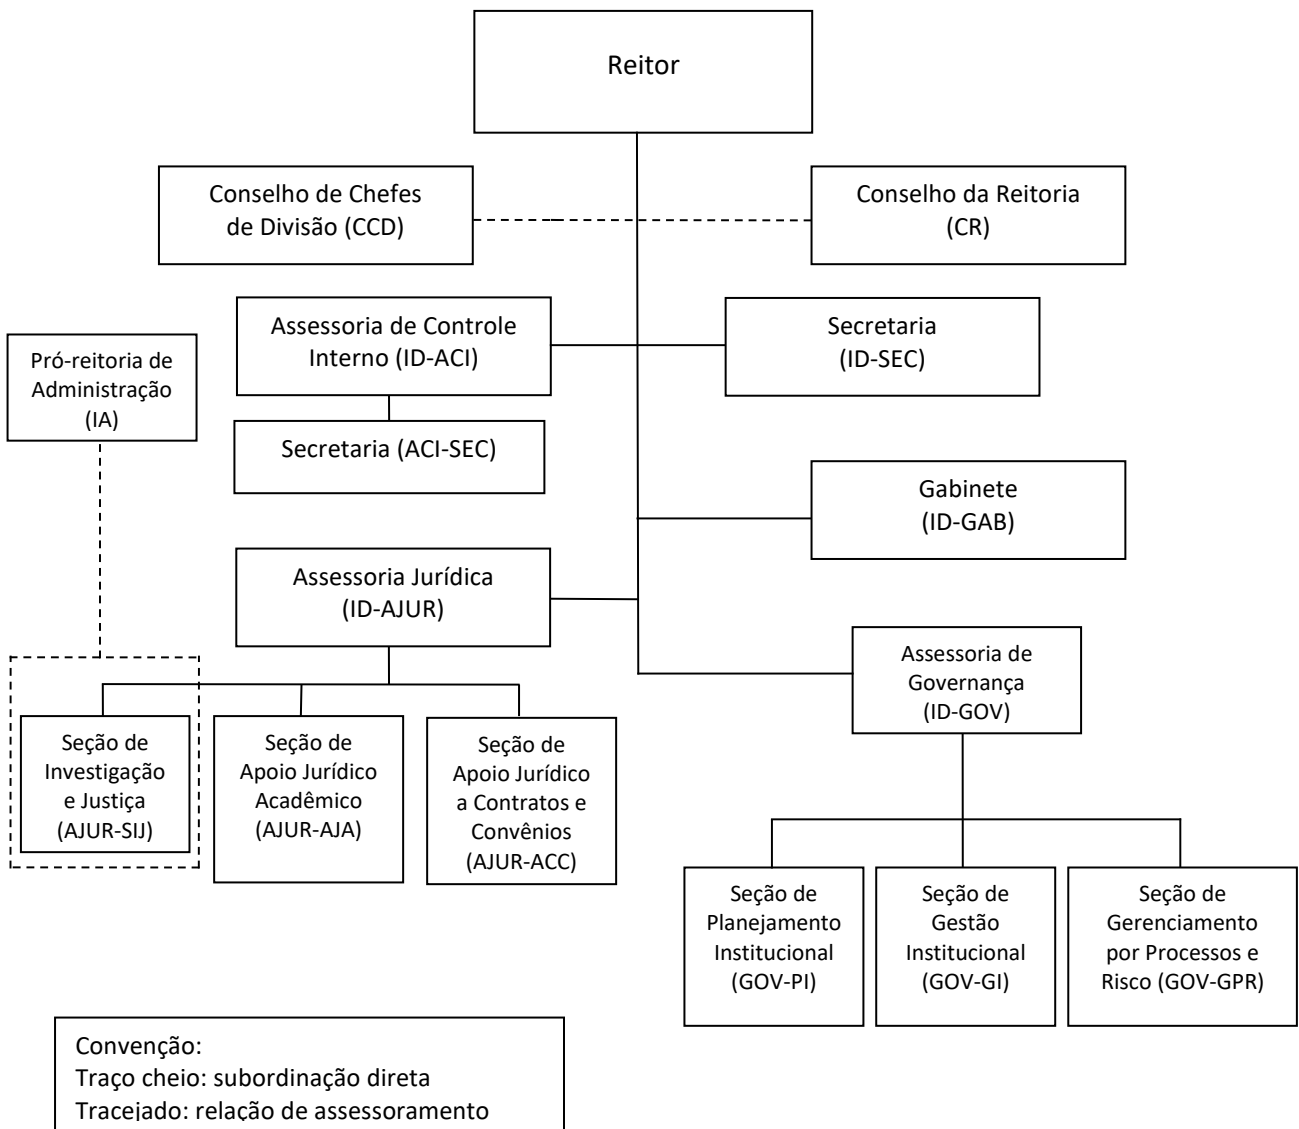 Reitor
Conselho de Chefes
de Divisão (CCD)
Conselho da Reitoria
(CR)
Assessoria de Controle
Interno (ID-ACI)
Secretaria
(ID-SEC)
Pró-reitoria de
Administração
(IA)
Secretaria (ACI-SEC)
Gabinete
(ID-GAB)
Assessoria Jurídica
(ID-AJUR)
Assessoria de
Governança
(ID-GOV)
Seção de
Investigação
e Justiça
(AJUR-SIJ)
Seção de
Apoio Jurídico
Acadêmico
(AJUR-AJA)
Seção de
Apoio Jurídico
a Contratos e
Convênios
(AJUR-ACC)
Seção de
Planejamento
Institucional
(GOV-PI)
Seção de
Gestão
Institucional
(GOV-GI)
Seção de
Gerenciamento
por Processos e
Risco (GOV-GPR)
Convenção:
Traço cheio: subordinação direta
Tracejado: relação de assessoramento